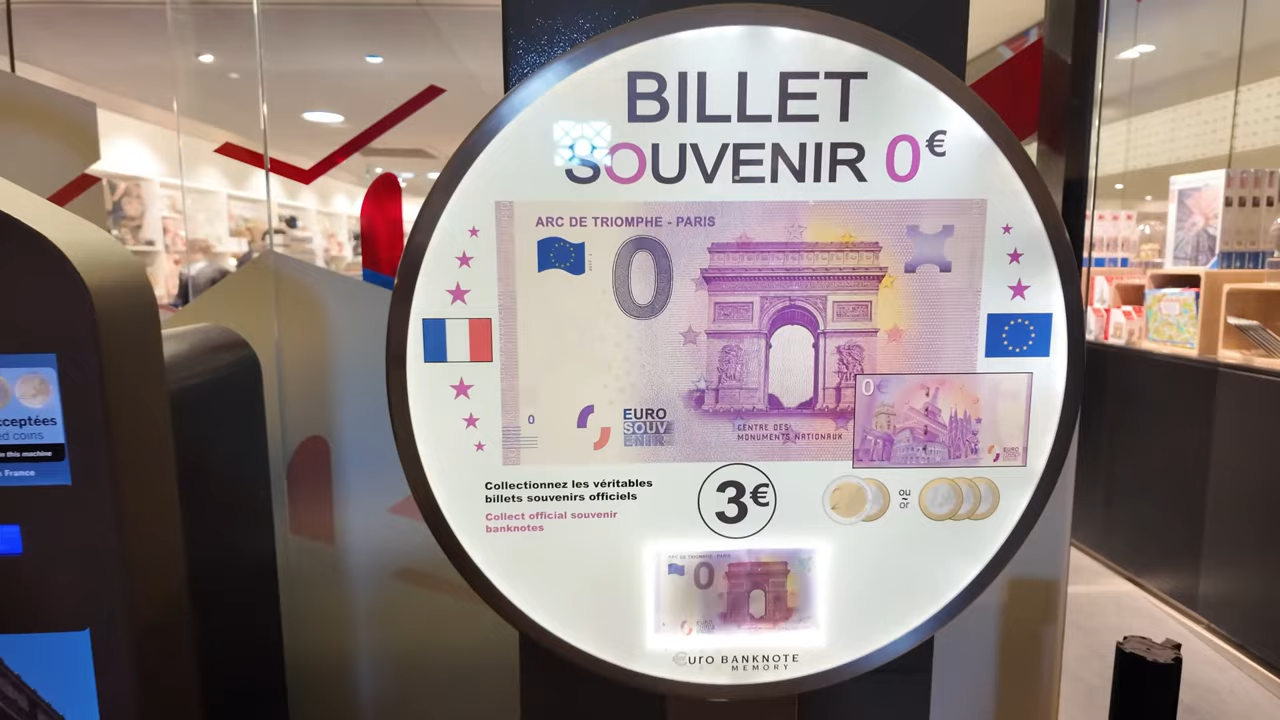 BILLET
SOUVENIR 0€
ARC DE TRIOMPHE - PARIS
0
0
EURO
SOUV
ENIR
CENTRE DES
MONUMENTS NATIONAUX
0€
EURO
Collectionnez les véritables
billets souvenirs officiels
Collect official souvenir
banknotes
3€
ou
or
ARC DE TRIOMPHE - PARIS
0
€uro BANKNOTE
MEMORY
cceptées
ed coins
n this machine
France